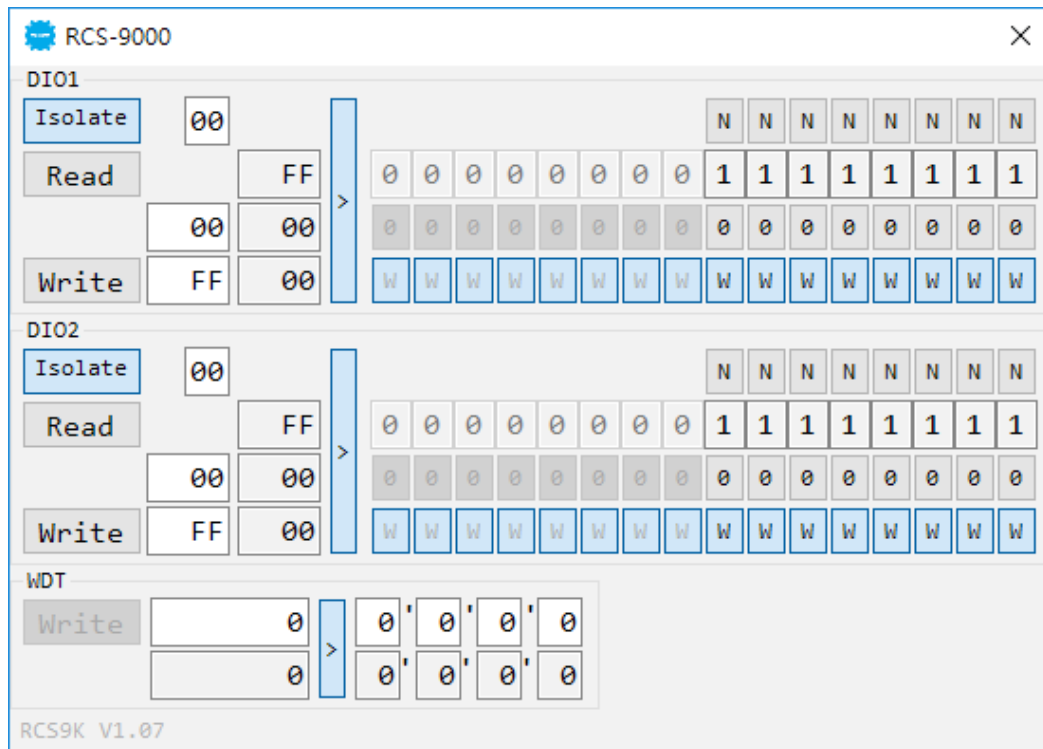 RCS-9000
DIO1
Isolate 00 N N N N N N N N
Read FF > 0 0 0 0 0 0 0 0 1 1 1 1 1 1 1 1
00 00 0 0 0 0 0 0 0 0 0 0 0 0 0 0 0 0
Write FF 00 W W W W W W W W W W W W W W W W
DIO2
Isolate 00 N N N N N N N N
Read FF > 0 0 0 0 0 0 0 0 1 1 1 1 1 1 1 1
00 00 0 0 0 0 0 0 0 0 0 0 0 0 0 0 0 0
Write FF 00 W W W W W W W W W W W W W W W W
WDT
Write 0 > 0 ' 0 ' 0 ' 0
0 0 ' 0 ' 0 ' 0
RCS9K V1.07